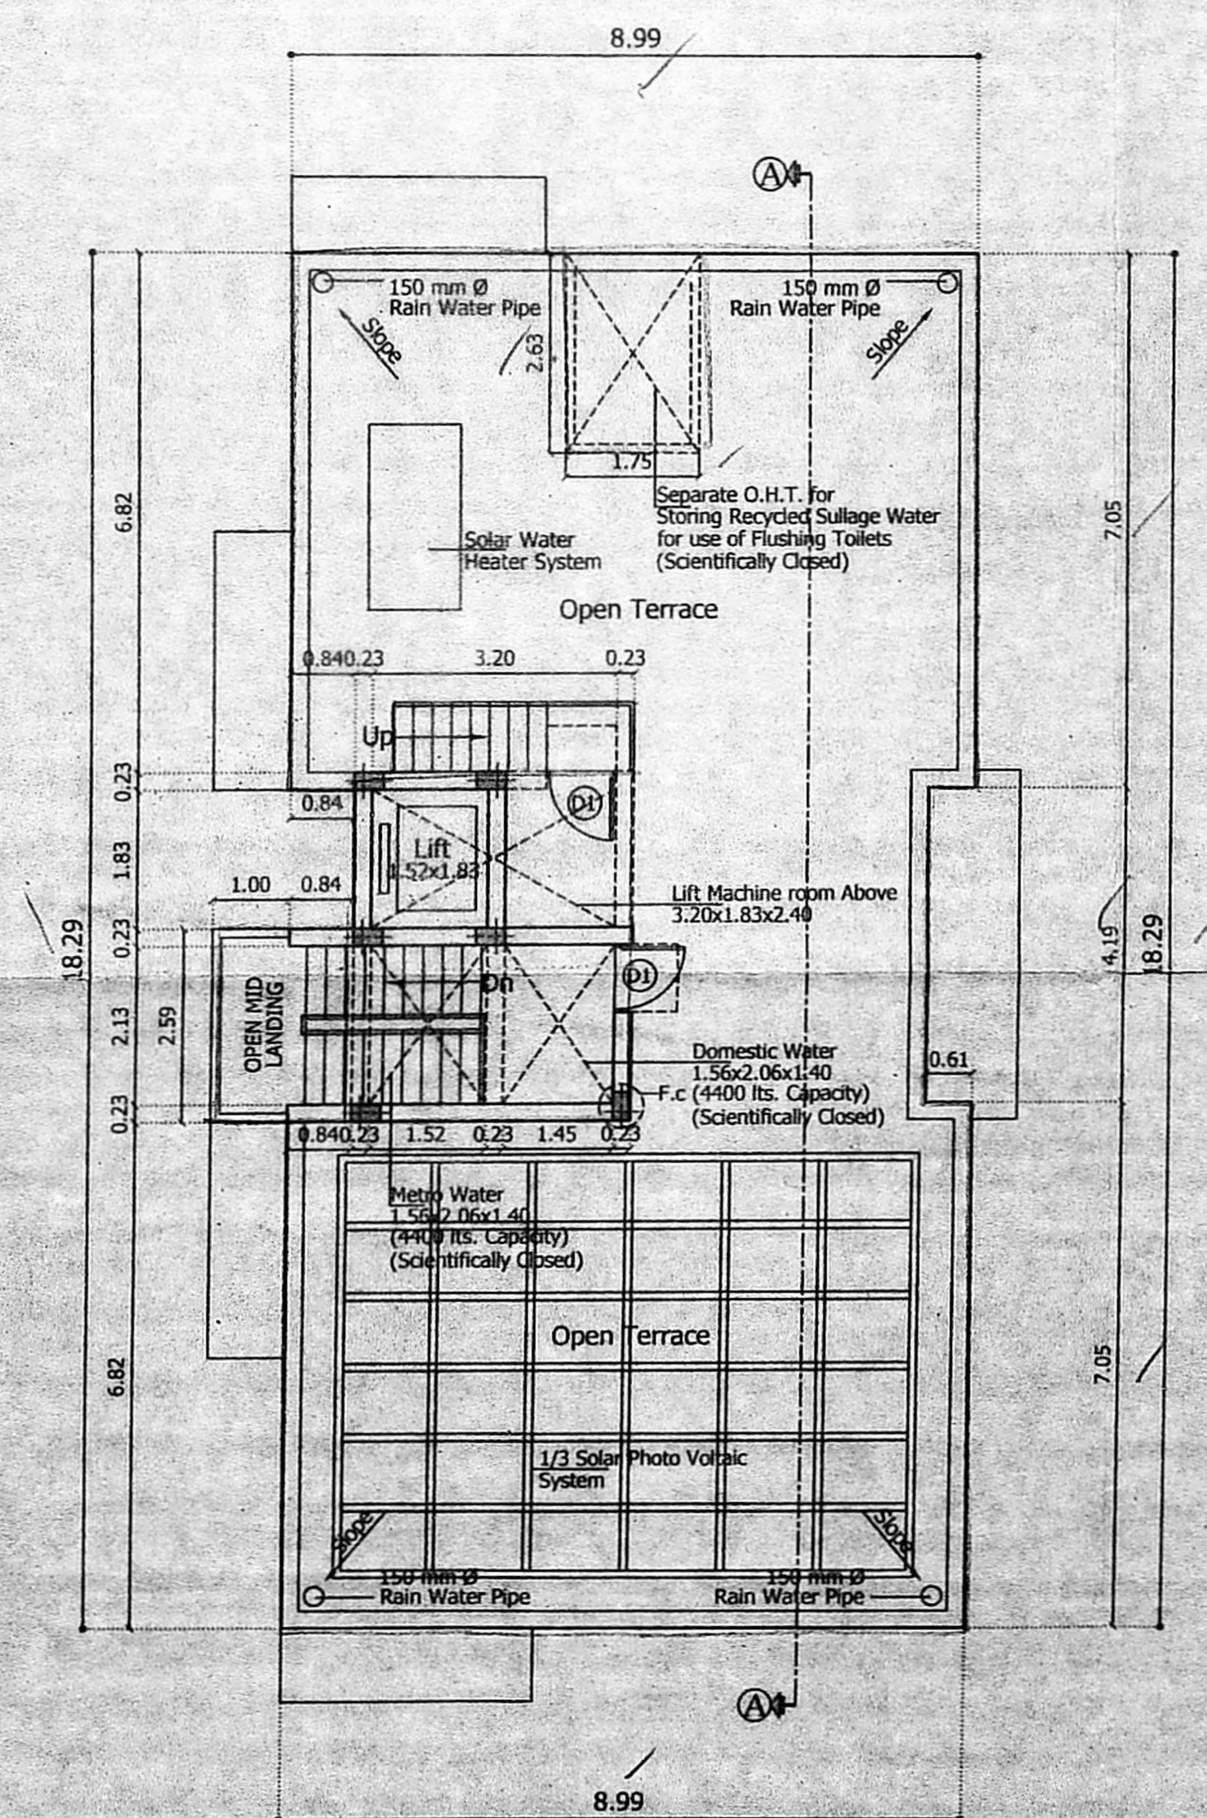 8.99
A
150 mm Ø
Rain Water Pipe
150 mm Ø
Rain Water Pipe
Slope
Slope
2.63
1.75
Separate O.H.T. for
Storing Recycled Sullage Water
for use of Flushing Toilets
(Scientifically Closed)
6.82
7.05
Solar Water
Heater System
Open Terrace
0.84
0.23
3.20
0.23
Up
0.23
0.84
D1
Lift
1.52x1.83
1.83
1.00
0.84
Lift Machine room Above
3.20x1.83x2.40
18.29
0.23
4.19
18.29
Dn
D1
OPEN MID
LANDING
2.59
2.13
Domestic Water
1.56x2.06x1.40
F.c (4400 lts. Capacity)
(Scientifically Closed)
0.61
0.23
0.84
0.23
1.52
0.23
1.45
0.23
Metro Water
1.56x2.06x1.40
(4400 lts. Capacity)
(Scientifically Closed)
Open Terrace
6.82
7.05
1/3 Solar Photo Voltaic
System
Slope
Slope
150 mm Ø
Rain Water Pipe
150 mm Ø
Rain Water Pipe
A
8.99